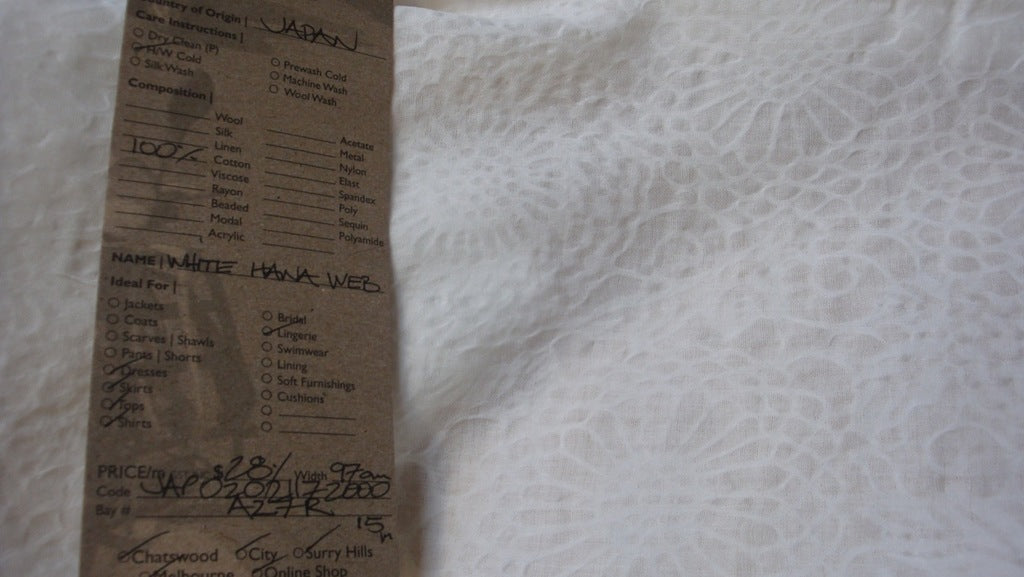 Country of Origin | JAPAN
Care Instructions |
Dry Clean (P)
H/W Cold
Silk Wash
Prewash Cold
Machine Wash
Wool Wash
Composition |
Wool
Silk
Linen
100% Cotton
Viscose
Rayon
Beaded
Modal
Acrylic
Acetate
Metal
Nylon
Elast
Spandex
Poly
Sequin
Polyamide
NAME | WHITE HANA WEB
Ideal For |
Jackets
Coats
Scarves | Shawls
Pants | Shorts
Dresses
Skirts
Tops
Shirts
Bridal
Lingerie
Swimwear
Lining
Soft Furnishings
Cushions
PRICE/m $28/ Width 97cm
Code
Bay # A27R
15m
Chatswood City Surry Hills
Melbourne Online Shop